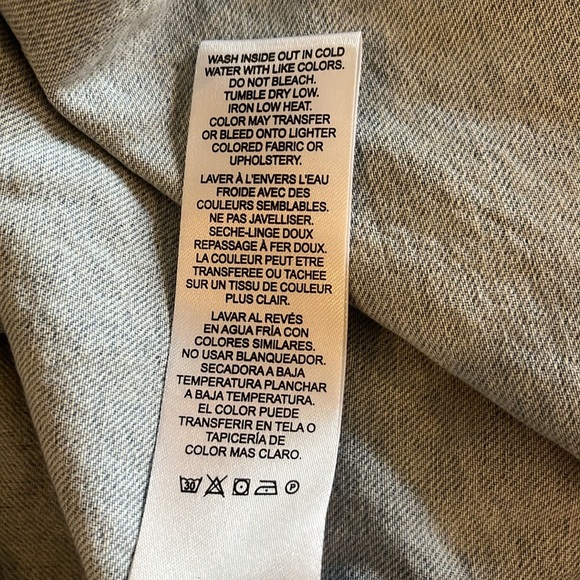 WASH INSIDE OUT IN COLD
WATER WITH LIKE COLORS.
DO NOT BLEACH.
TUMBLE DRY LOW.
IRON LOW HEAT.
COLOR MAY TRANSFER
OR BLEED ONTO LIGHTER
COLORED FABRIC OR
UPHOLSTERY.
LAVER À L'ENVERS L'EAU
FROIDE AVEC DES
COULEURS SEMBLABLES.
NE PAS JAVELLISER.
SECHE-LINGE DOUX
REPASSAGE À FER DOUX.
LA COULEUR PEUT ETRE
TRANSFEREE OU TACHEE
SUR UN TISSU DE COULEUR
PLUS CLAIR.
LAVAR AL REVÉS
EN AGUA FRÍA CON
COLORES SIMILARES.
NO USAR BLANQUEADOR.
SECADORA A BAJA
TEMPERATURA PLANCHAR
A BAJA TEMPERATURA.
EL COLOR PUEDE
TRANSFERIR EN TELA O
TAPICERÍA DE
COLOR MAS CLARO.
30 P